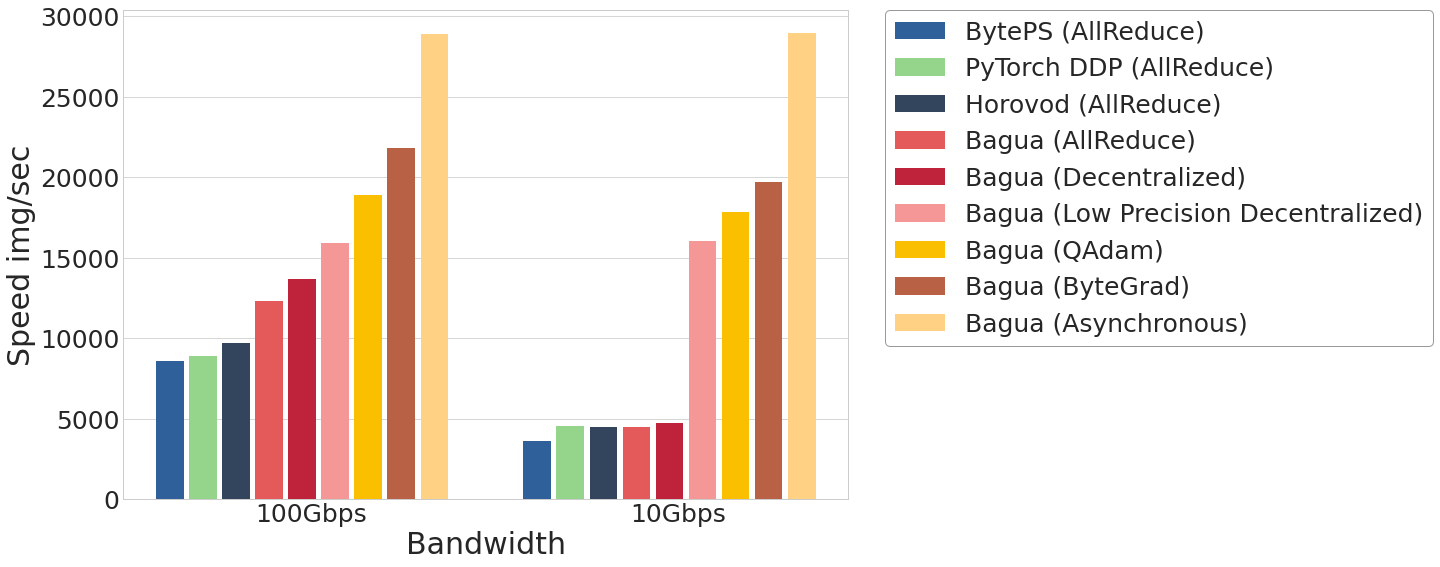 30000
25000
20000
15000
10000
5000
0
Speed img/sec
100Gbps
10Gbps
Bandwidth
BytePS (AllReduce)
PyTorch DDP (AllReduce)
Horovod (AllReduce)
Bagua (AllReduce)
Bagua (Decentralized)
Bagua (Low Precision Decentralized)
Bagua (QAdam)
Bagua (ByteGrad)
Bagua (Asynchronous)